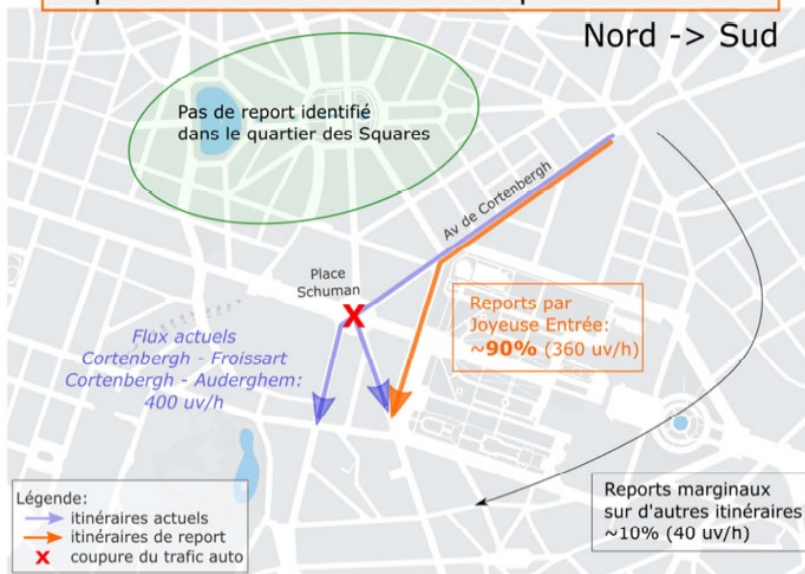 Nord -> Sud
Pas de report identifié
dans le quartier des Squares
Av de Cortenbergh
Place
Schuman
X
Reports par
Joyeuse Entrée:
~90% (360 uv/h)
Flux actuels
Cortenbergh - Froissart
Cortenbergh - Auderghem:
400 uv/h
Légende:
itinéraires actuels
itinéraires de report
X coupure du trafic auto
Reports marginaux
sur d'autres itinéraires
~10% (40 uv/h)